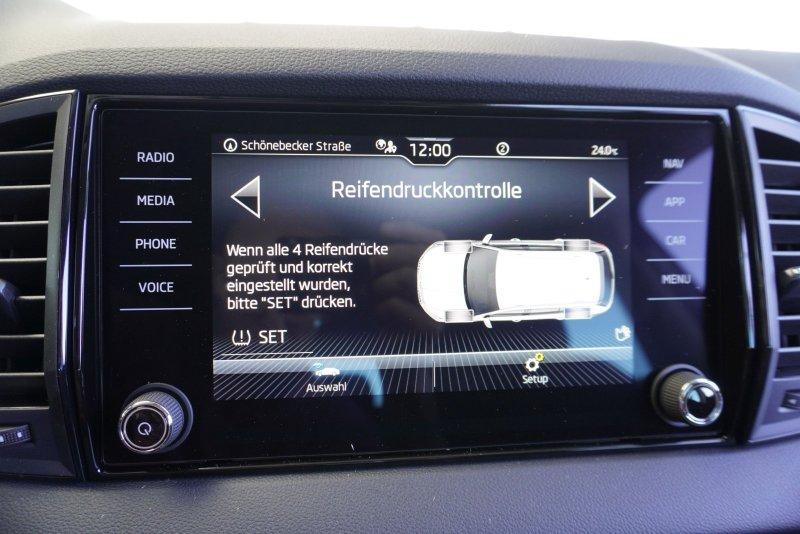 RADIO
MEDIA
PHONE
VOICE
Schönebecker Straße
12:00
2
24.0°C
Reifendruckkontrolle
Wenn alle 4 Reifendrücke
geprüft und korrekt
eingestellt wurden,
bitte "SET" drücken.
SET
Auswahl
Setup
NAV
APP
CAR
MENU